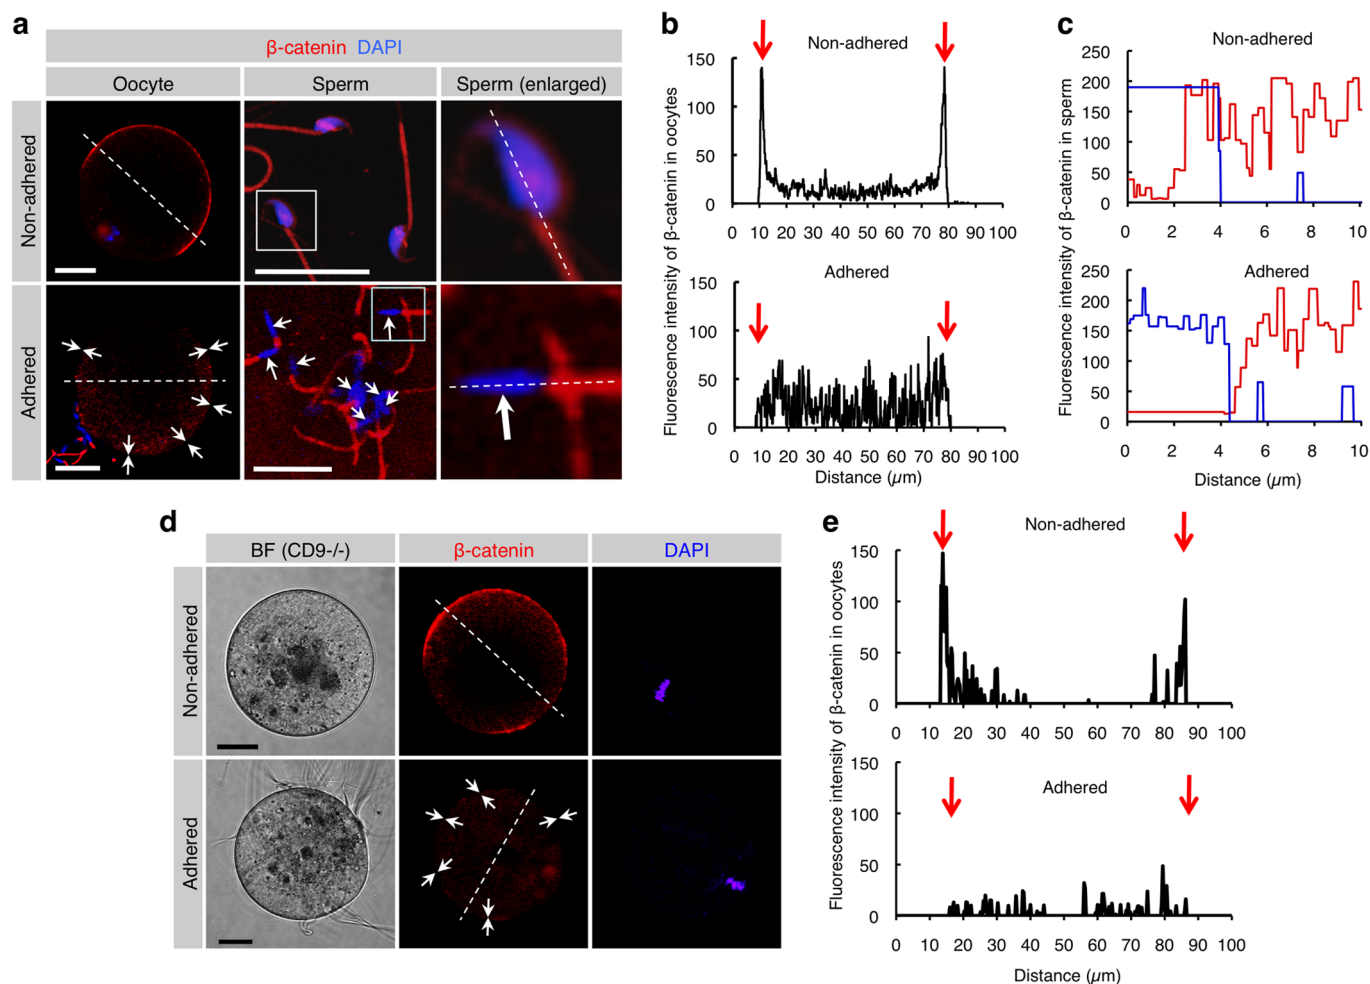 a
β-catenin DAPI
Oocyte Sperm Sperm (enlarged)
Non-adhered
Adhered
b
Fluorescence intensity of β-catenin in oocytes
Non-adhered
150
100
50
0
0 10 20 30 40 50 60 70 80 90 100
Adhered
150
100
50
0
0 10 20 30 40 50 60 70 80 90 100
Distance (µm)
c
Fluorescence intensity of β-catenin in sperm
Non-adhered
250
200
150
100
50
0
0 2 4 6 8 10
Adhered
250
200
150
100
50
0
0 2 4 6 8 10
Distance (µm)
d
BF (CD9-/-) β-catenin DAPI
Non-adhered
Adhered
e
Fluorescence intensity of β-catenin in oocytes
Non-adhered
150
100
50
0
0 10 20 30 40 50 60 70 80 90 100
Adhered
150
100
50
0
0 10 20 30 40 50 60 70 80 90 100
Distance (µm)